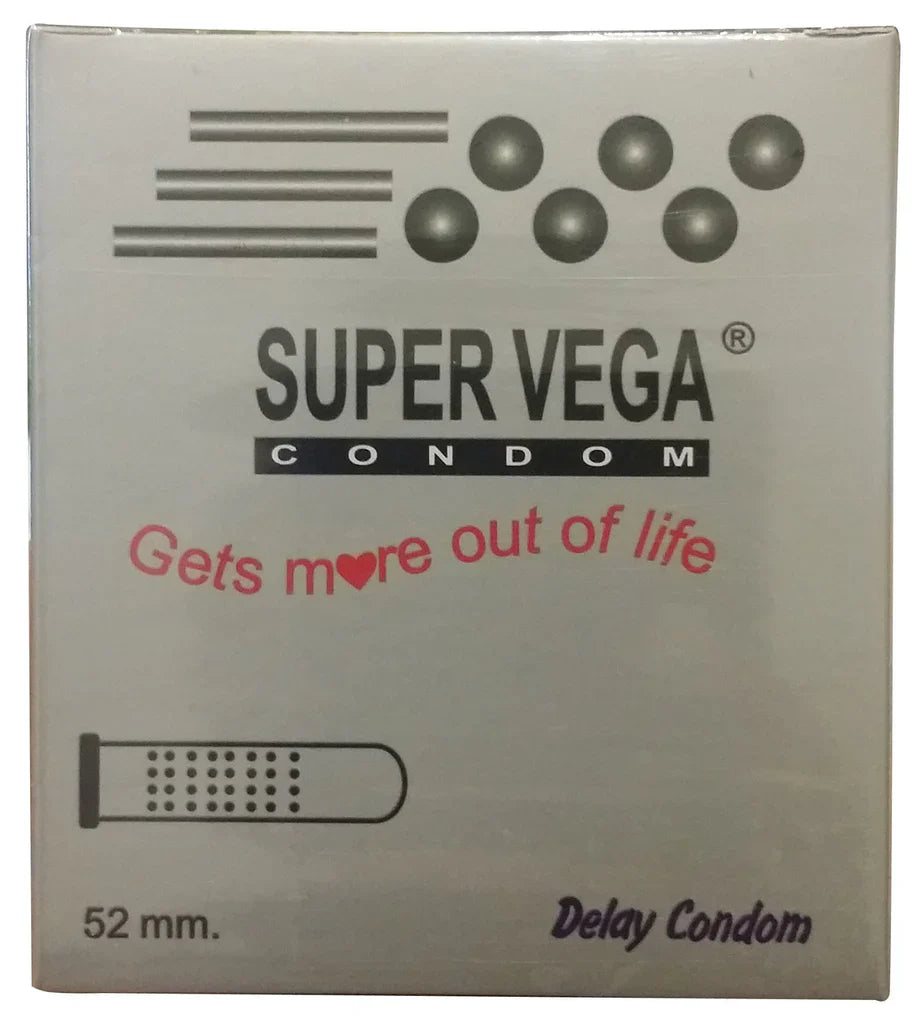 SUPER VEGA®
CONDOM
Gets more out of life
52 mm.
Delay Condom